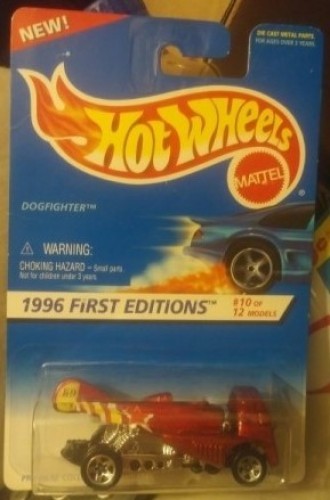 NEW!
DIE CAST METAL PARTS.
FOR AGES OVER 3 YEARS.
HOT WHEELS
MATTEL
®
DOGFIGHTER™
⚠ WARNING:
CHOKING HAZARD – Small parts
Not for children under 3 years.
1996 FiRST EDITIONS™
#10 OF
12 MODELS